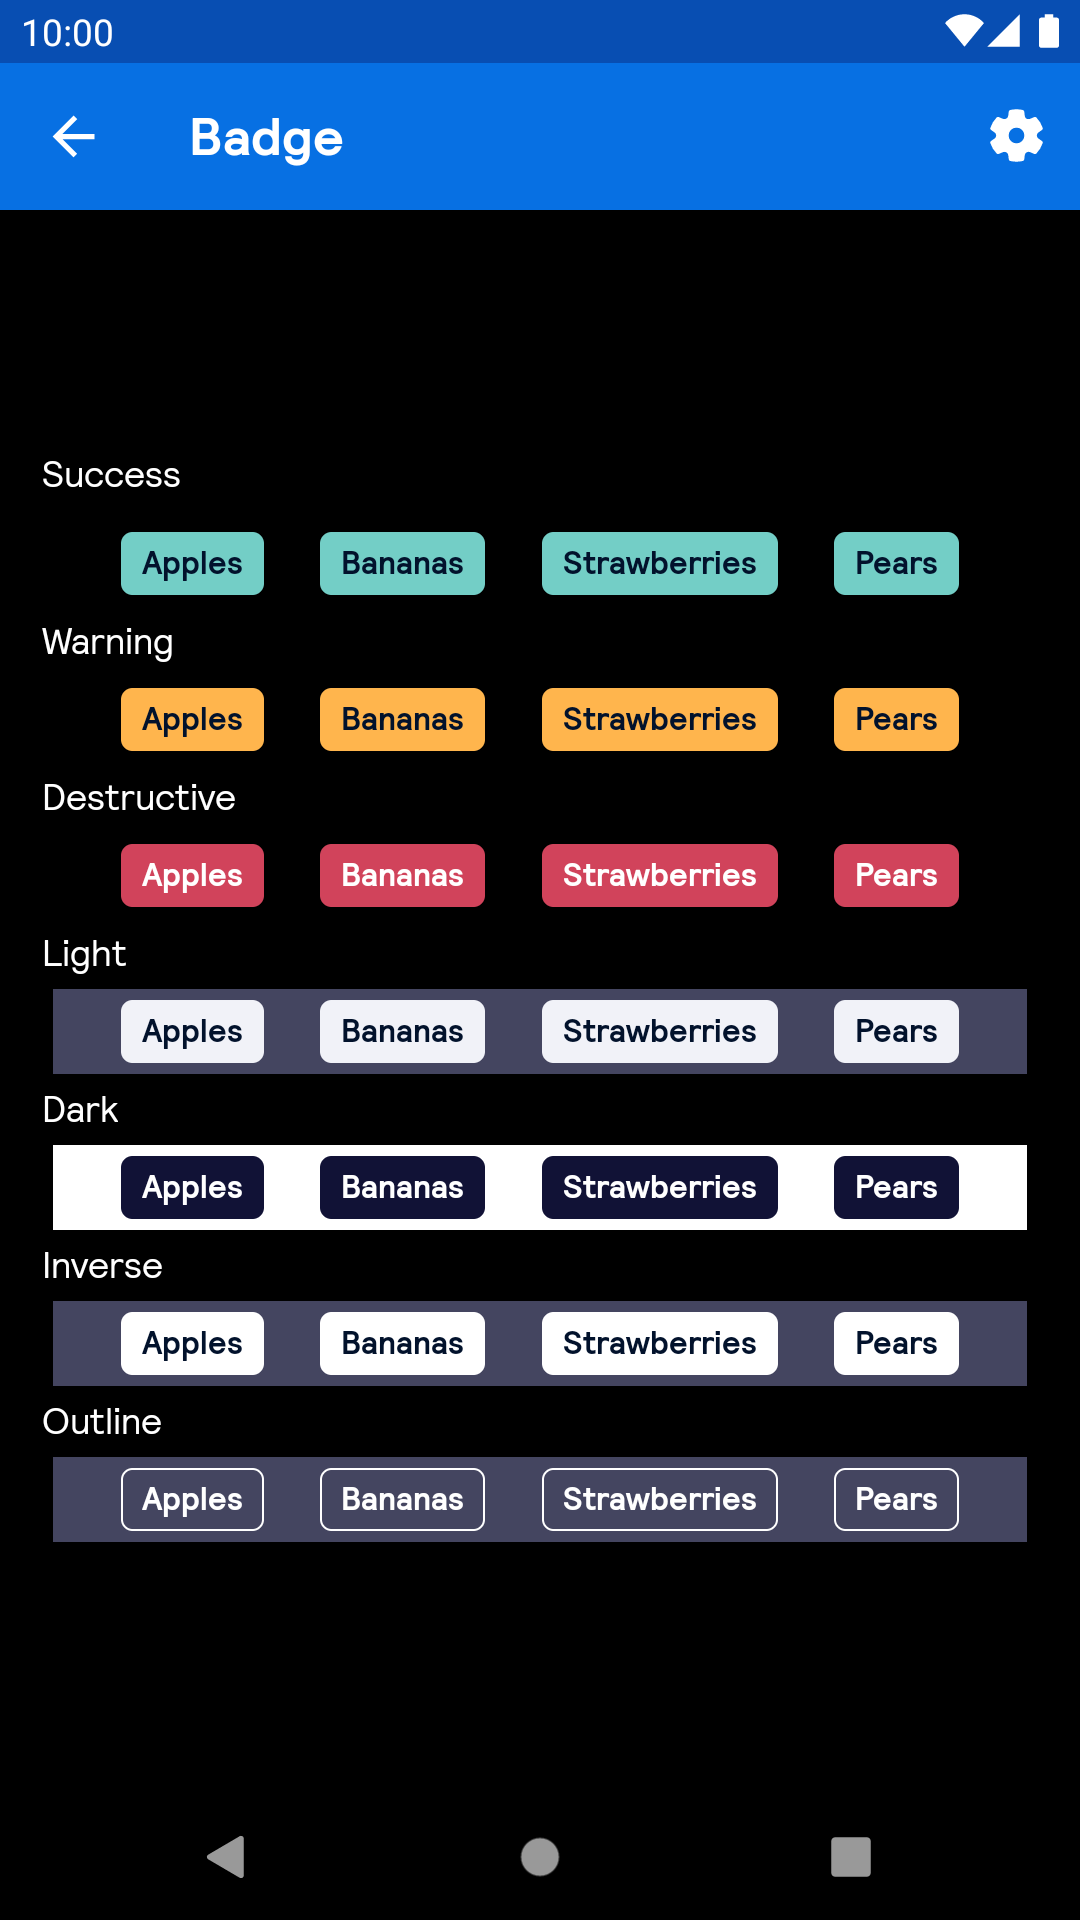 10:00
Badge
Success
Apples Bananas Strawberries Pears
Warning
Apples Bananas Strawberries Pears
Destructive
Apples Bananas Strawberries Pears
Light
Apples Bananas Strawberries Pears
Dark
Apples Bananas Strawberries Pears
Inverse
Apples Bananas Strawberries Pears
Outline
Apples Bananas Strawberries Pears